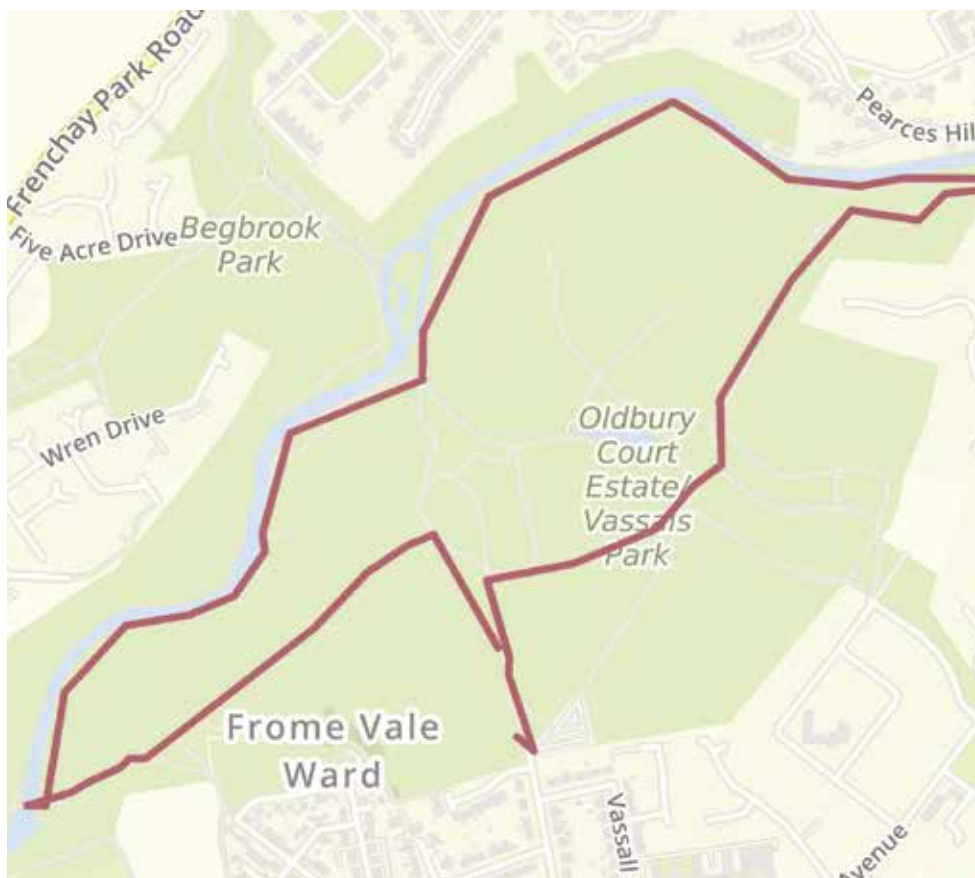 Frenchay Park Road
Pearces Hil
Five Acre Drive
Begbrook
Park
Wren Drive
Oldbury
Court
Estate/
Vassals
Park
Frome Vale
Ward
Vassall
Avenue